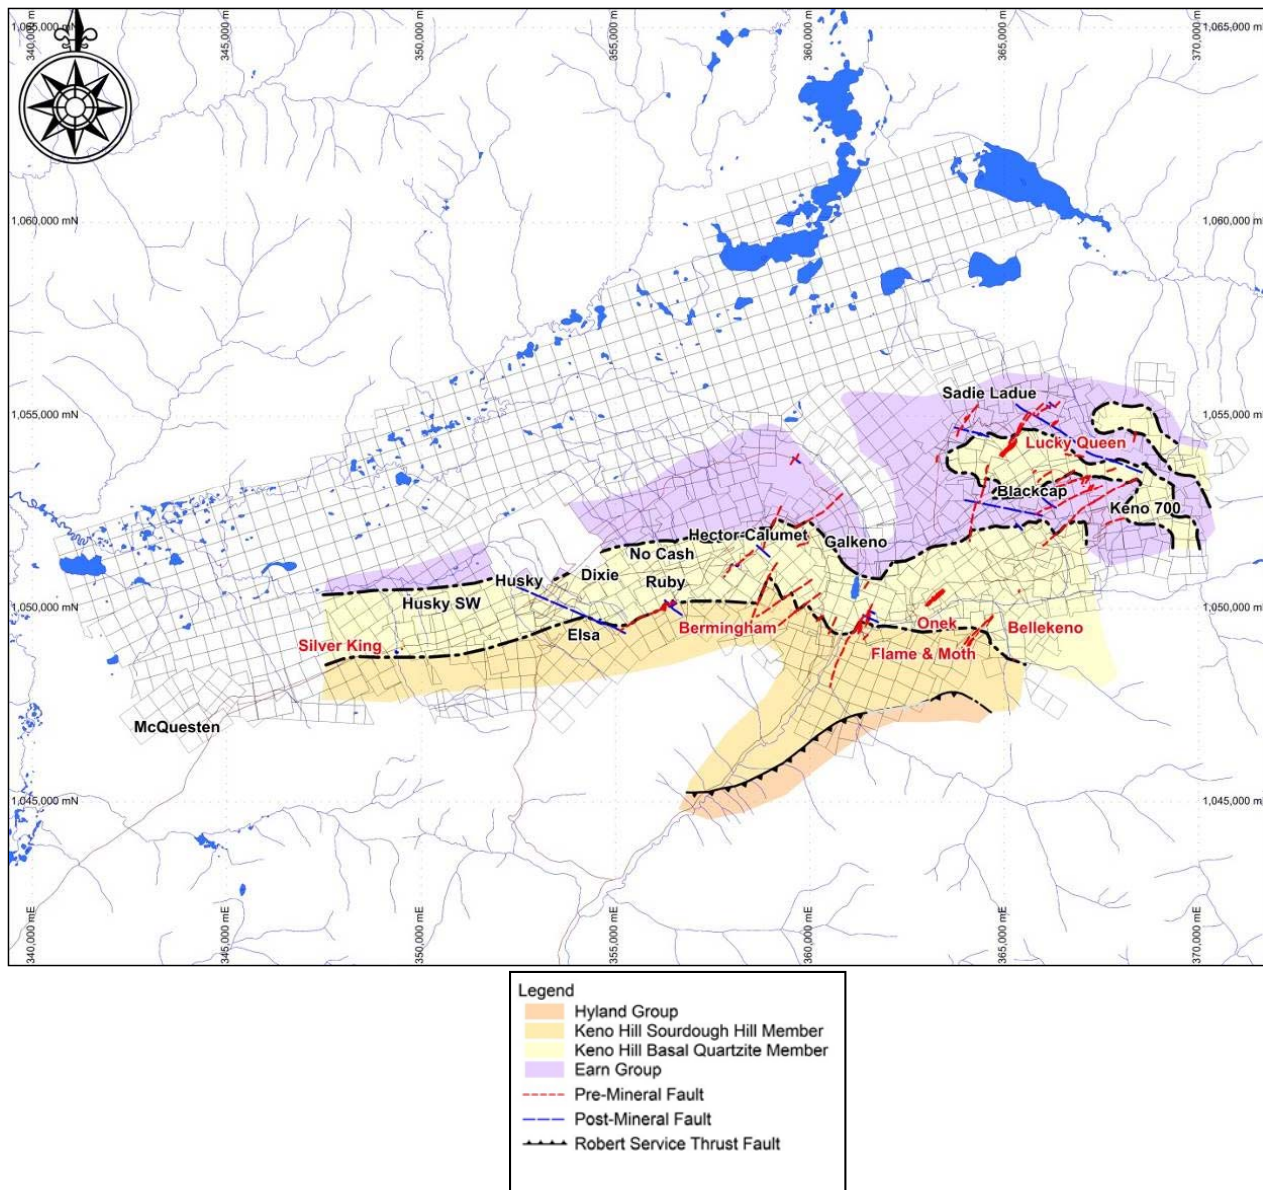 340,000 mE
345,000 mE
350,000 mE
355,000 mE
360,000 mE
365,000 mE
370,000 mE
1,065,000 mN
1,065,000 m
1,060,000 mN
1,060,000 m
1,055,000 mN
1,055,000 m
Sadie Ladue
Lucky Queen
Blackcap
Keno 700
Hector-Calumet
Galkeno
No Cash
Dixie
Husky
Ruby
Husky SW
1,050,000 mN
1,050,000 m
Elsa
Bermingham
Onek
Bellekeno
Silver King
Flame & Moth
McQuesten
1,045,000 mN
1,045,000 m
340,000 mE
345,000 mE
350,000 mE
355,000 mE
360,000 mE
365,000 mE
370,000 mE
Legend
Hyland Group
Keno Hill Sourdough Hill Member
Keno Hill Basal Quartzite Member
Earn Group
Pre-Mineral Fault
Post-Mineral Fault
Robert Service Thrust Fault